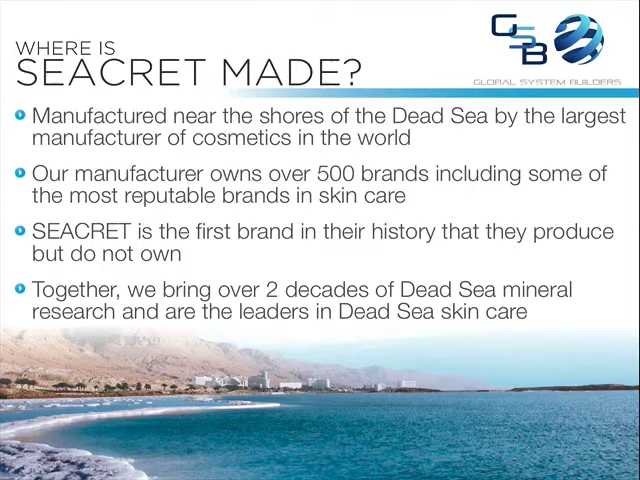 WHERE IS
SEACRET MADE?
GSB
GLOBAL SYSTEM BUILDERS
Manufactured near the shores of the Dead Sea by the largest
manufacturer of cosmetics in the world
Our manufacturer owns over 500 brands including some of
the most reputable brands in skin care
SEACRET is the first brand in their history that they produce
but do not own
Together, we bring over 2 decades of Dead Sea mineral
research and are the leaders in Dead Sea skin care